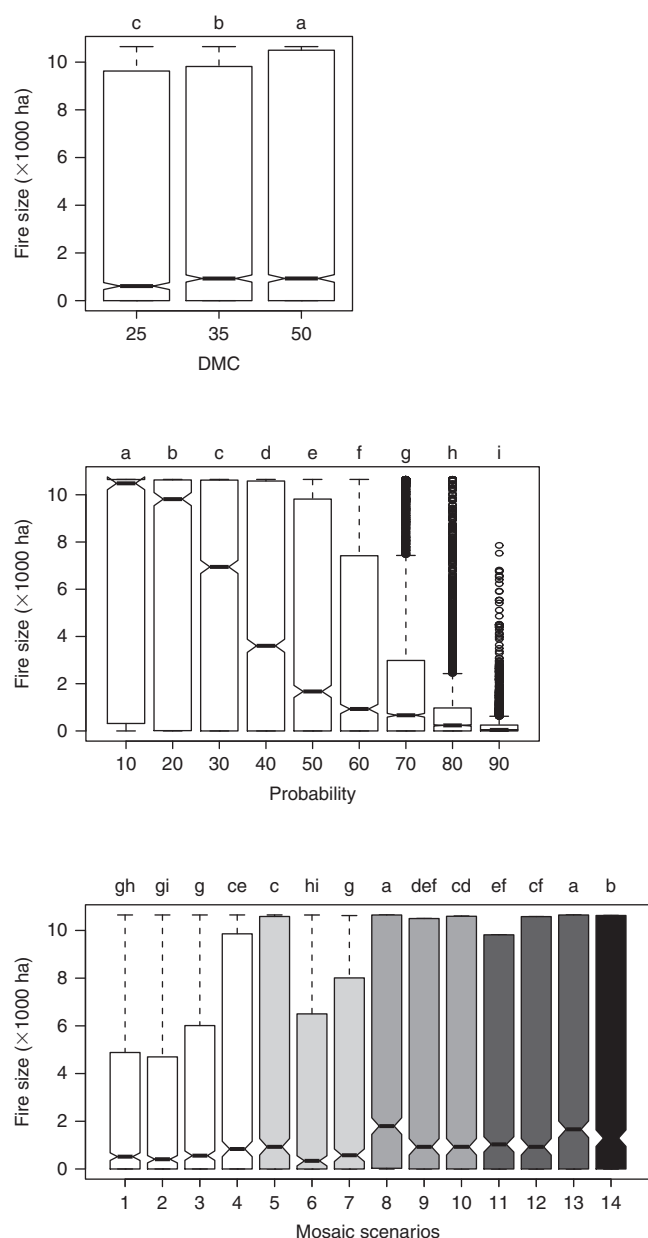 c b a
Fire size (×1000 ha)
10
8
6
4
2
0
25 35 50
DMC
a b c d e f g h i
Fire size (×1000 ha)
10
8
6
4
2
0
10 20 30 40 50 60 70 80 90
Probability
gh gi g ce c hi g a def cd ef cf a b
Fire size (×1000 ha)
10
8
6
4
2
0
1 2 3 4 5 6 7 8 9 10 11 12 13 14
Mosaic scenarios